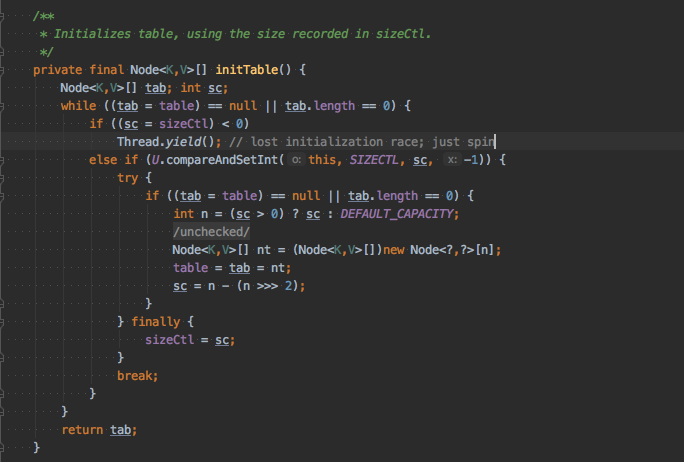 /**
 * Initializes table, using the size recorded in sizeCtl.
 */
private final Node<K,V>[] initTable() {
    Node<K,V>[] tab; int sc;
    while ((tab = table) == null || tab.length == 0) {
        if ((sc = sizeCtl) < 0)
            Thread.yield(); // lost initialization race; just spin
        else if (U.compareAndSetInt( o: this, SIZECTL, sc, x: -1)) {
            try {
                if ((tab = table) == null || tab.length == 0) {
                    int n = (sc > 0) ? sc : DEFAULT_CAPACITY;
                    /unchecked/
                    Node<K,V>[] nt = (Node<K,V>[])new Node<?,?>[n];
                    table = tab = nt;
                    sc = n - (n >>> 2);
                }
            } finally {
                sizeCtl = sc;
            }
            break;
        }
    }
    return tab;
}